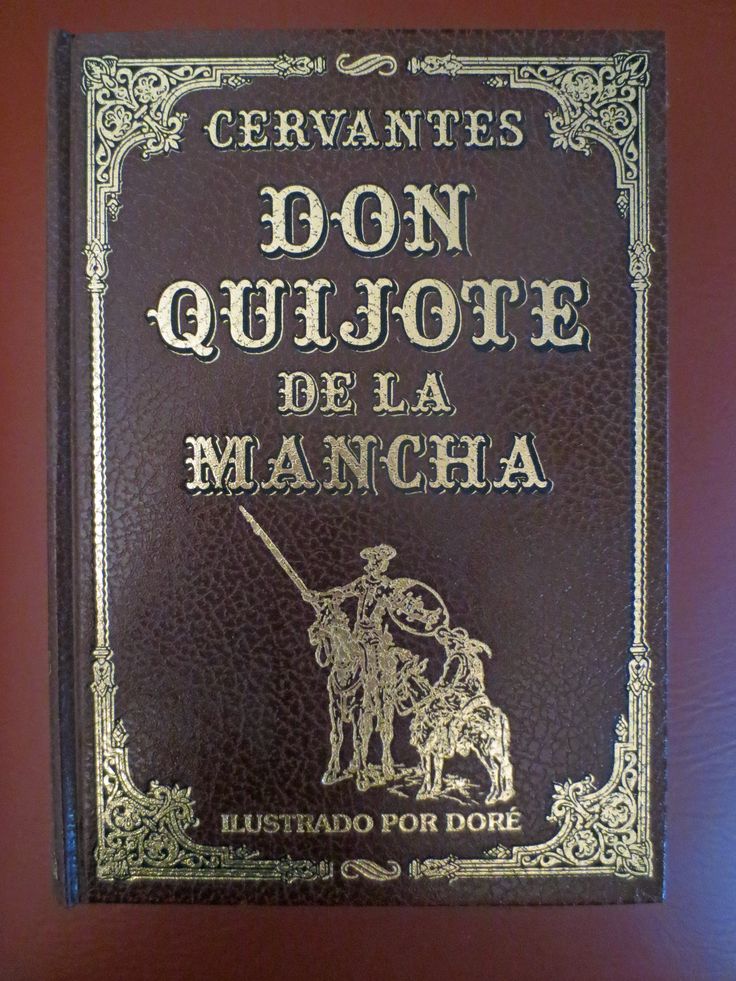 CERVANTES
DON
QUIJOTE
DE LA
MANCHA
ILUSTRADO POR DORÉ